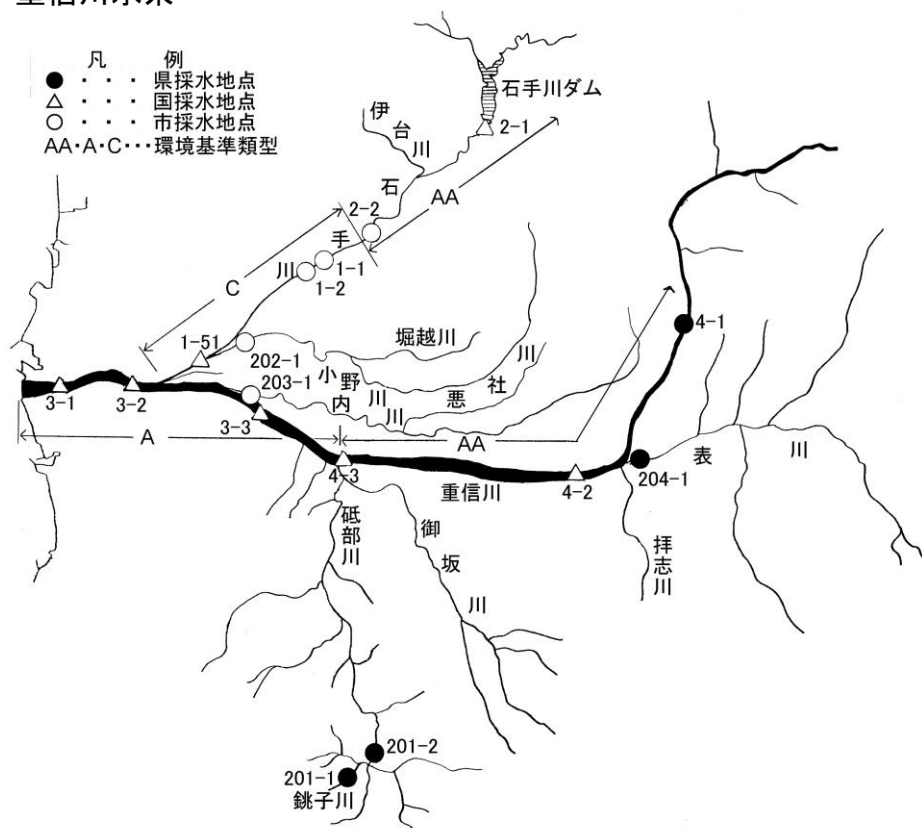 重信川水系
凡 例
● ・ ・ ・ 県採水地点
△ ・ ・ ・ 国採水地点
○ ・ ・ ・ 市採水地点
AA・A・C・・・環境基準類型
石手川ダム
2-1
伊台川
石手川
AA
2-2
1-1
1-2
C
4-1
1-51
堀越川
202-1
小野川
悪社川
203-1
内川
3-1
3-2
3-3
A
AA
表川
4-3
重信川
4-2
204-1
砥部川
御坂川
拝志川
201-2
201-1
銚子川